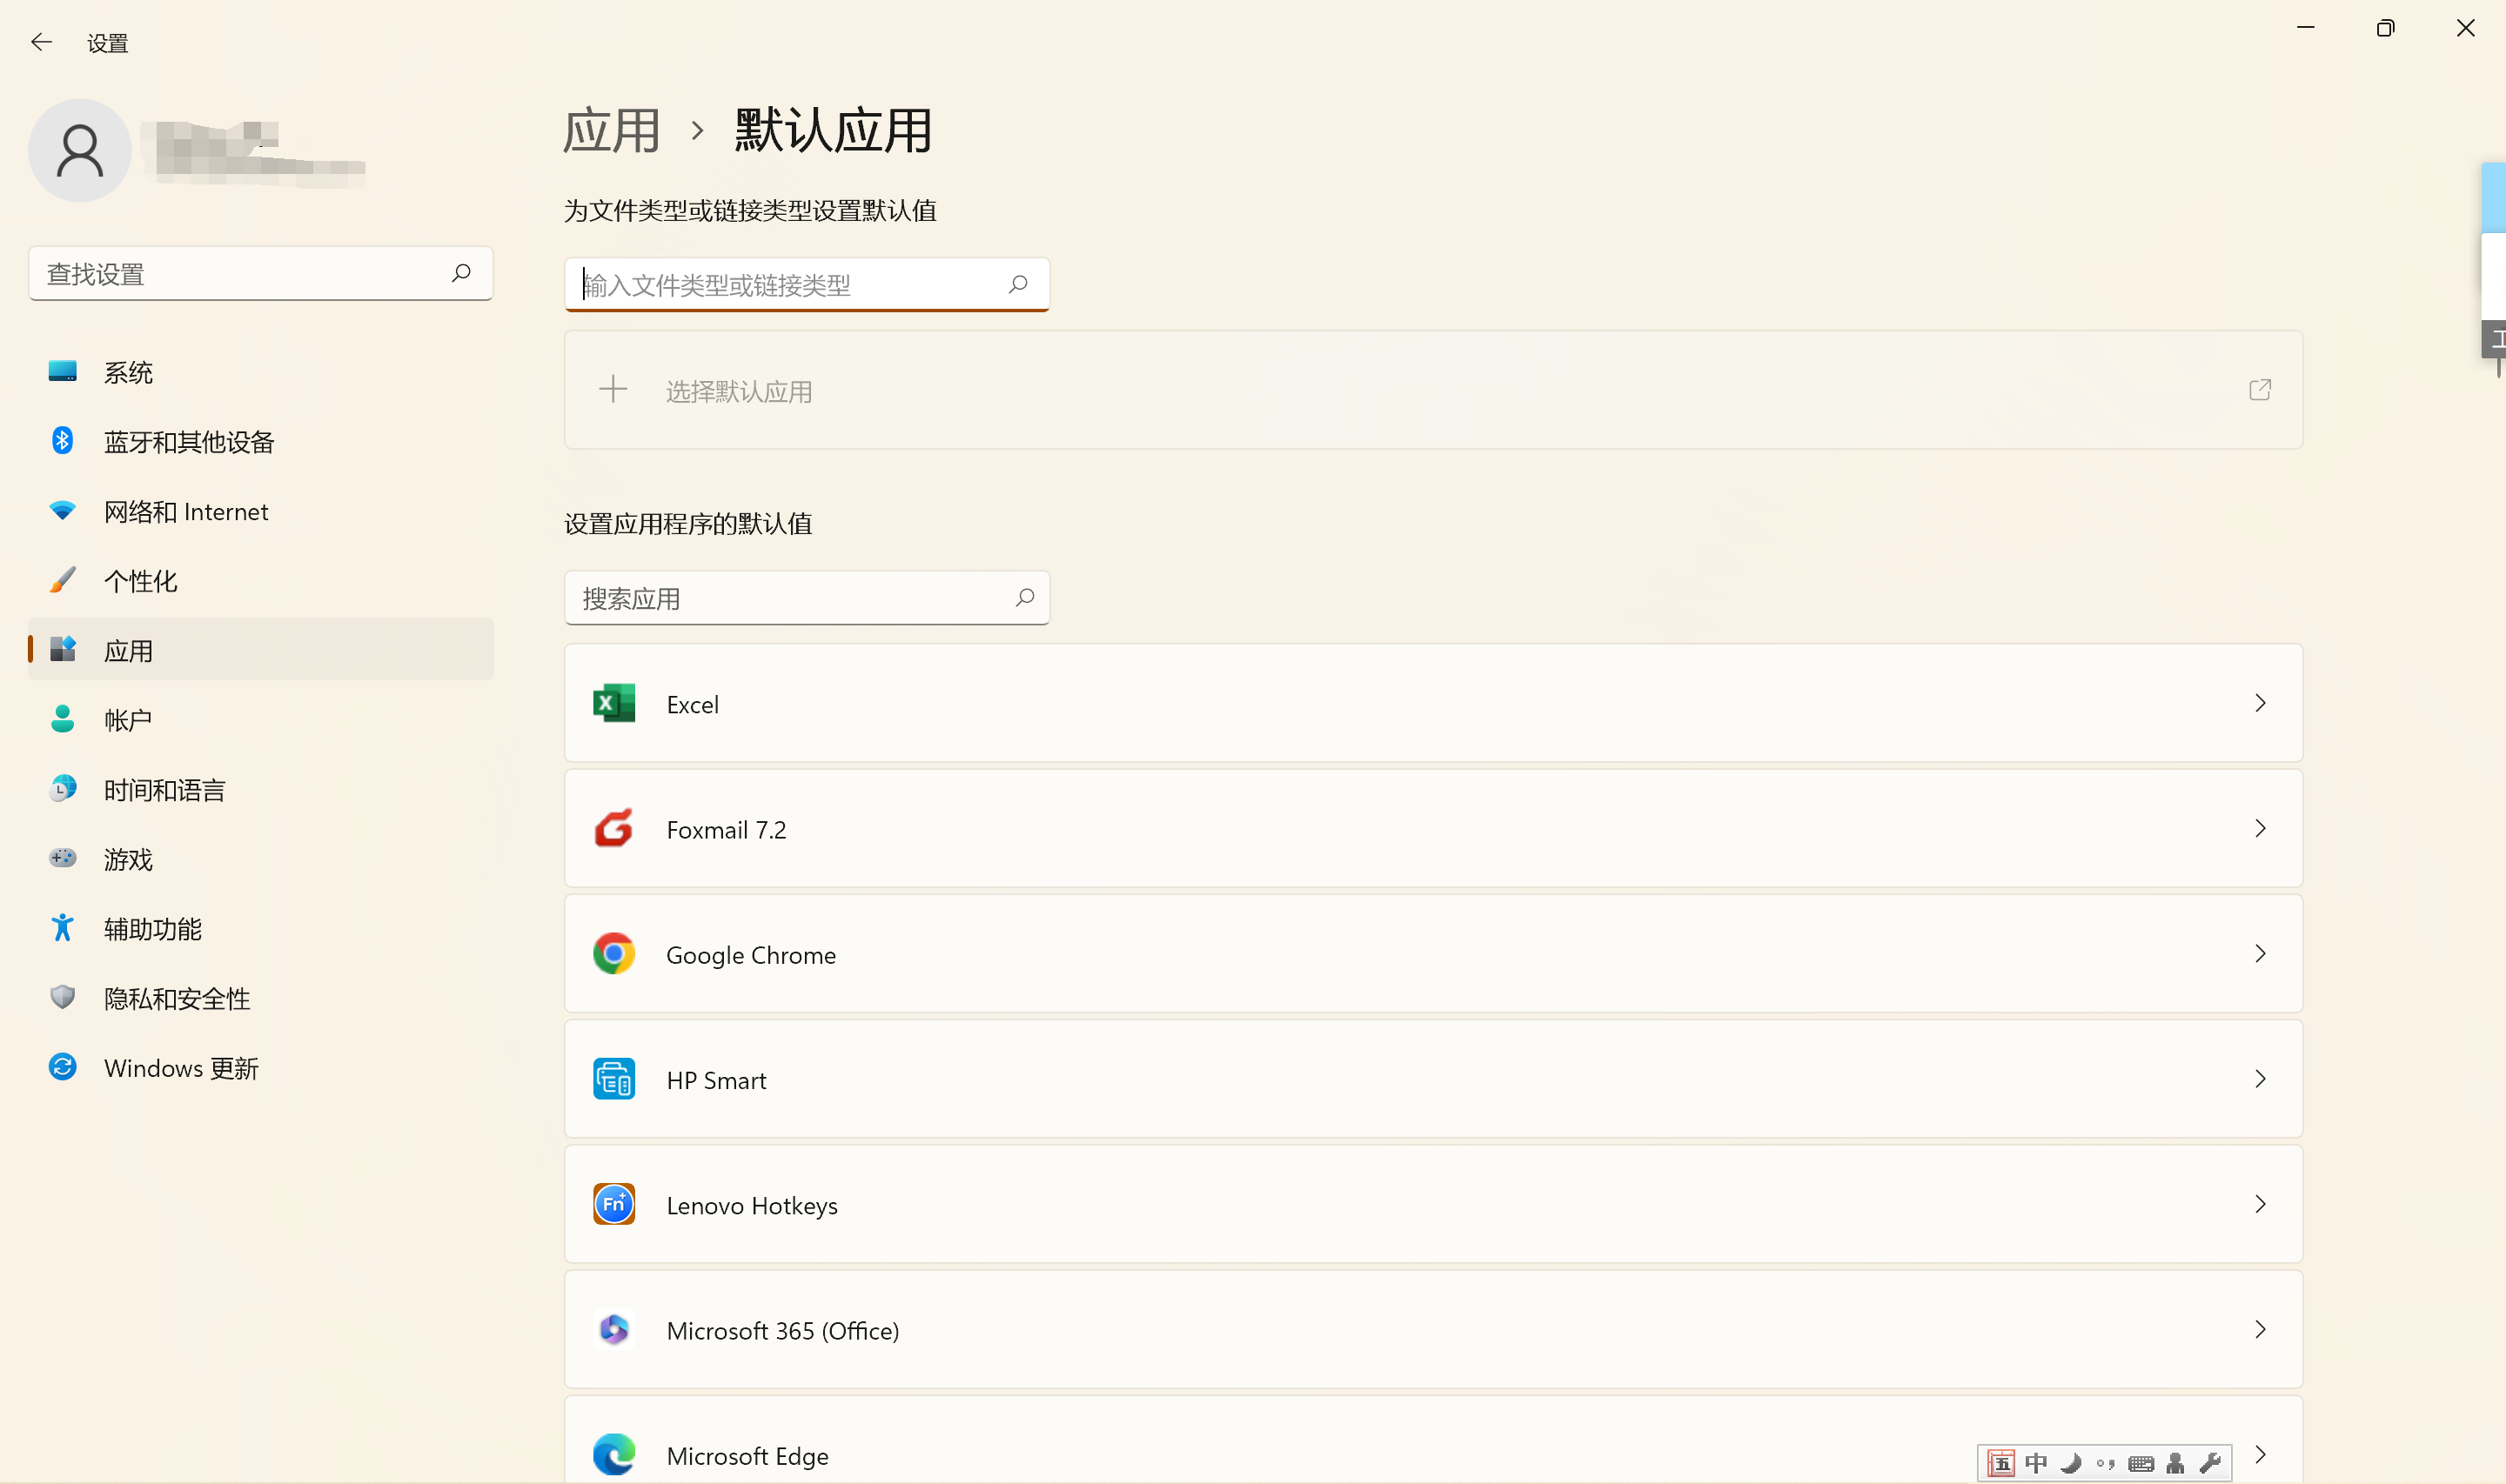 设置
应用 › 默认应用
为文件类型或链接类型设置默认值
查找设置
输入文件类型或链接类型
选择默认应用
系统
蓝牙和其他设备
网络和 Internet
个性化
应用
帐户
时间和语言
游戏
辅助功能
隐私和安全性
Windows 更新
设置应用程序的默认值
搜索应用
Excel
Foxmail 7.2
Google Chrome
HP Smart
Fn+
Lenovo Hotkeys
Microsoft 365 (Office)
Microsoft Edge
五 中